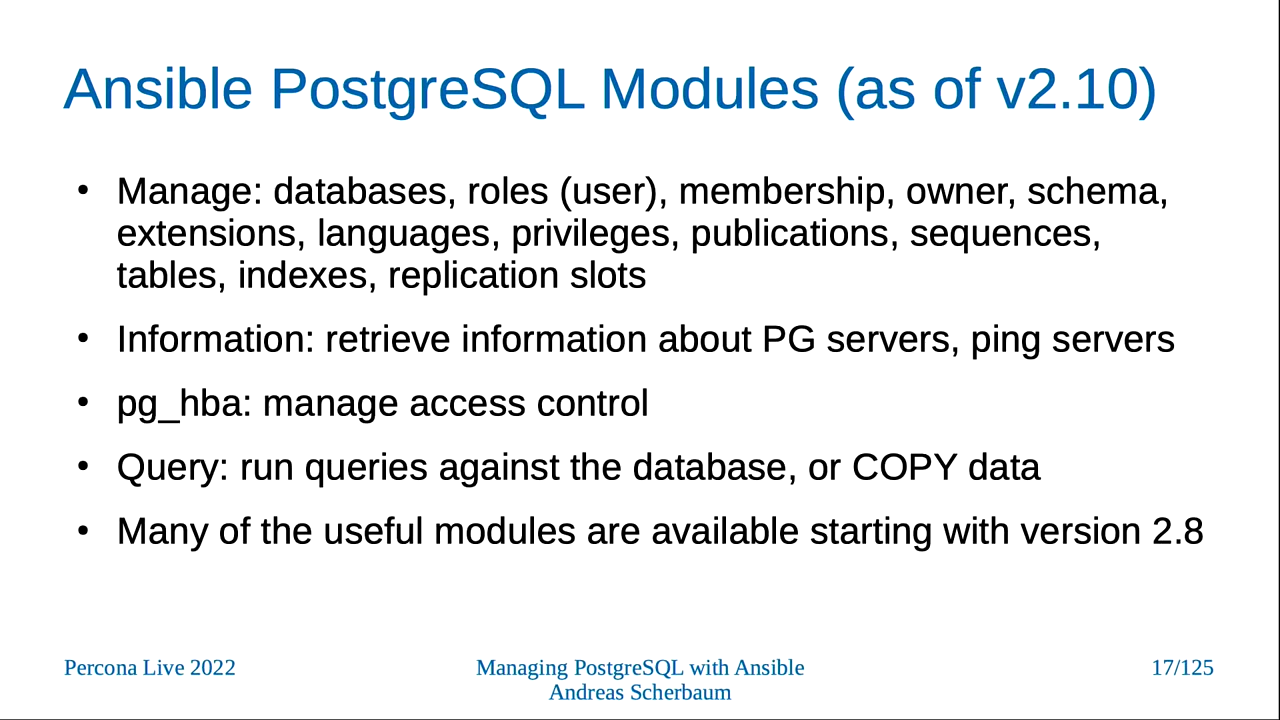 Ansible PostgreSQL Modules (as of v2.10)
• Manage: databases, roles (user), membership, owner, schema,
extensions, languages, privileges, publications, sequences,
tables, indexes, replication slots
• Information: retrieve information about PG servers, ping servers
• pg_hba: manage access control
• Query: run queries against the database, or COPY data
• Many of the useful modules are available starting with version 2.8
Percona Live 2022
Managing PostgreSQL with Ansible
Andreas Scherbaum
17/125